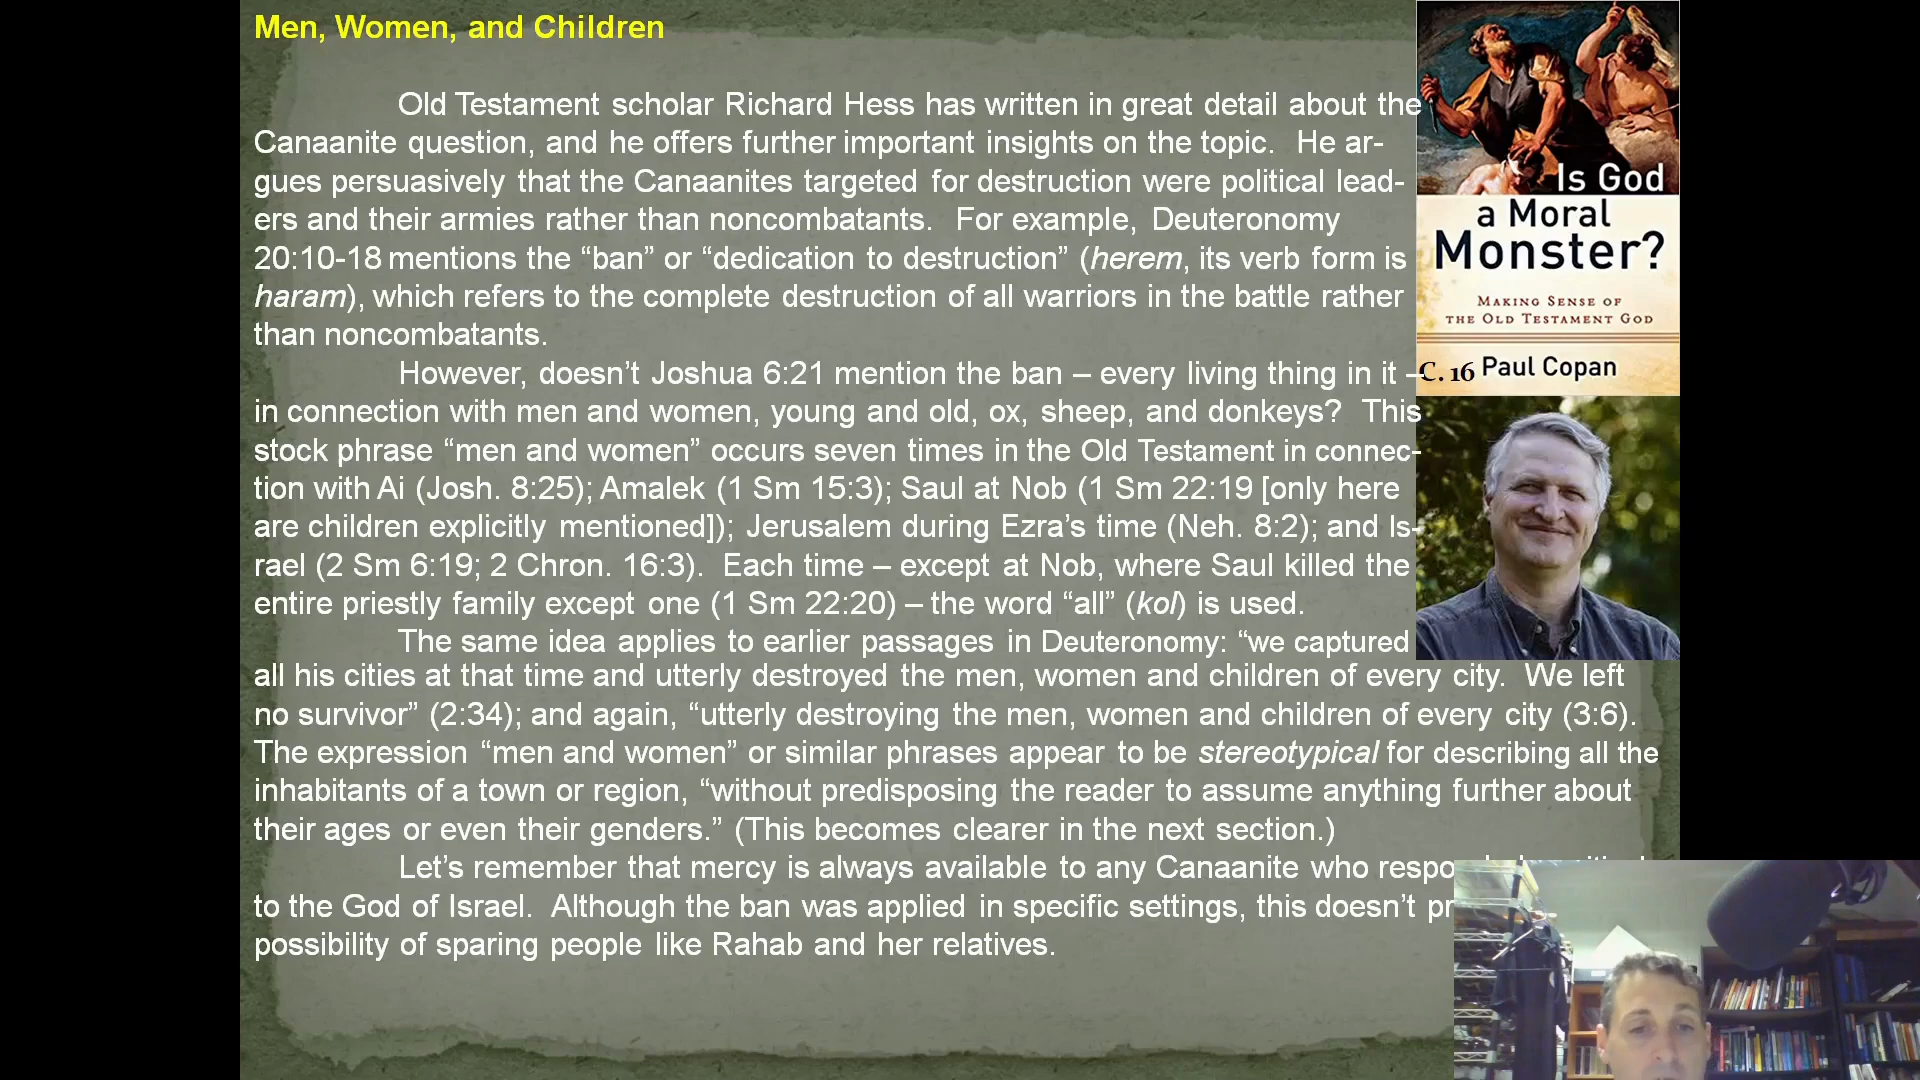 Men, Women, and Children
Old Testament scholar Richard Hess has written in great detail about the
Canaanite question, and he offers further important insights on the topic. He ar-
gues persuasively that the Canaanites targeted for destruction were political lead-
ers and their armies rather than noncombatants. For example, Deuteronomy
20:10-18 mentions the “ban” or “dedication to destruction” (herem, its verb form is
haram), which refers to the complete destruction of all warriors in the battle rather
than noncombatants.
However, doesn’t Joshua 6:21 mention the ban – every living thing in it –
in connection with men and women, young and old, ox, sheep, and donkeys? This
stock phrase “men and women” occurs seven times in the Old Testament in connec-
tion with Ai (Josh. 8:25); Amalek (1 Sm 15:3); Saul at Nob (1 Sm 22:19 [only here
are children explicitly mentioned]); Jerusalem during Ezra’s time (Neh. 8:2); and Is-
rael (2 Sm 6:19; 2 Chron. 16:3). Each time – except at Nob, where Saul killed the
entire priestly family except one (1 Sm 22:20) – the word “all” (kol) is used.
The same idea applies to earlier passages in Deuteronomy: “we captured
all his cities at that time and utterly destroyed the men, women and children of every city. We left
no survivor” (2:34); and again, “utterly destroying the men, women and children of every city (3:6).
The expression “men and women” or similar phrases appear to be stereotypical for describing all the
inhabitants of a town or region, “without predisposing the reader to assume anything further about
their ages or even their genders.” (This becomes clearer in the next section.)
Let’s remember that mercy is always available to any Canaanite who
to the God of Israel. Although the ban was applied in specific settings, this doesn’t
possibility of sparing people like Rahab and her relatives.
Is God
a Moral
Monster?
MAKING SENSE OF
THE OLD TESTAMENT GOD
C. 16 Paul Copan